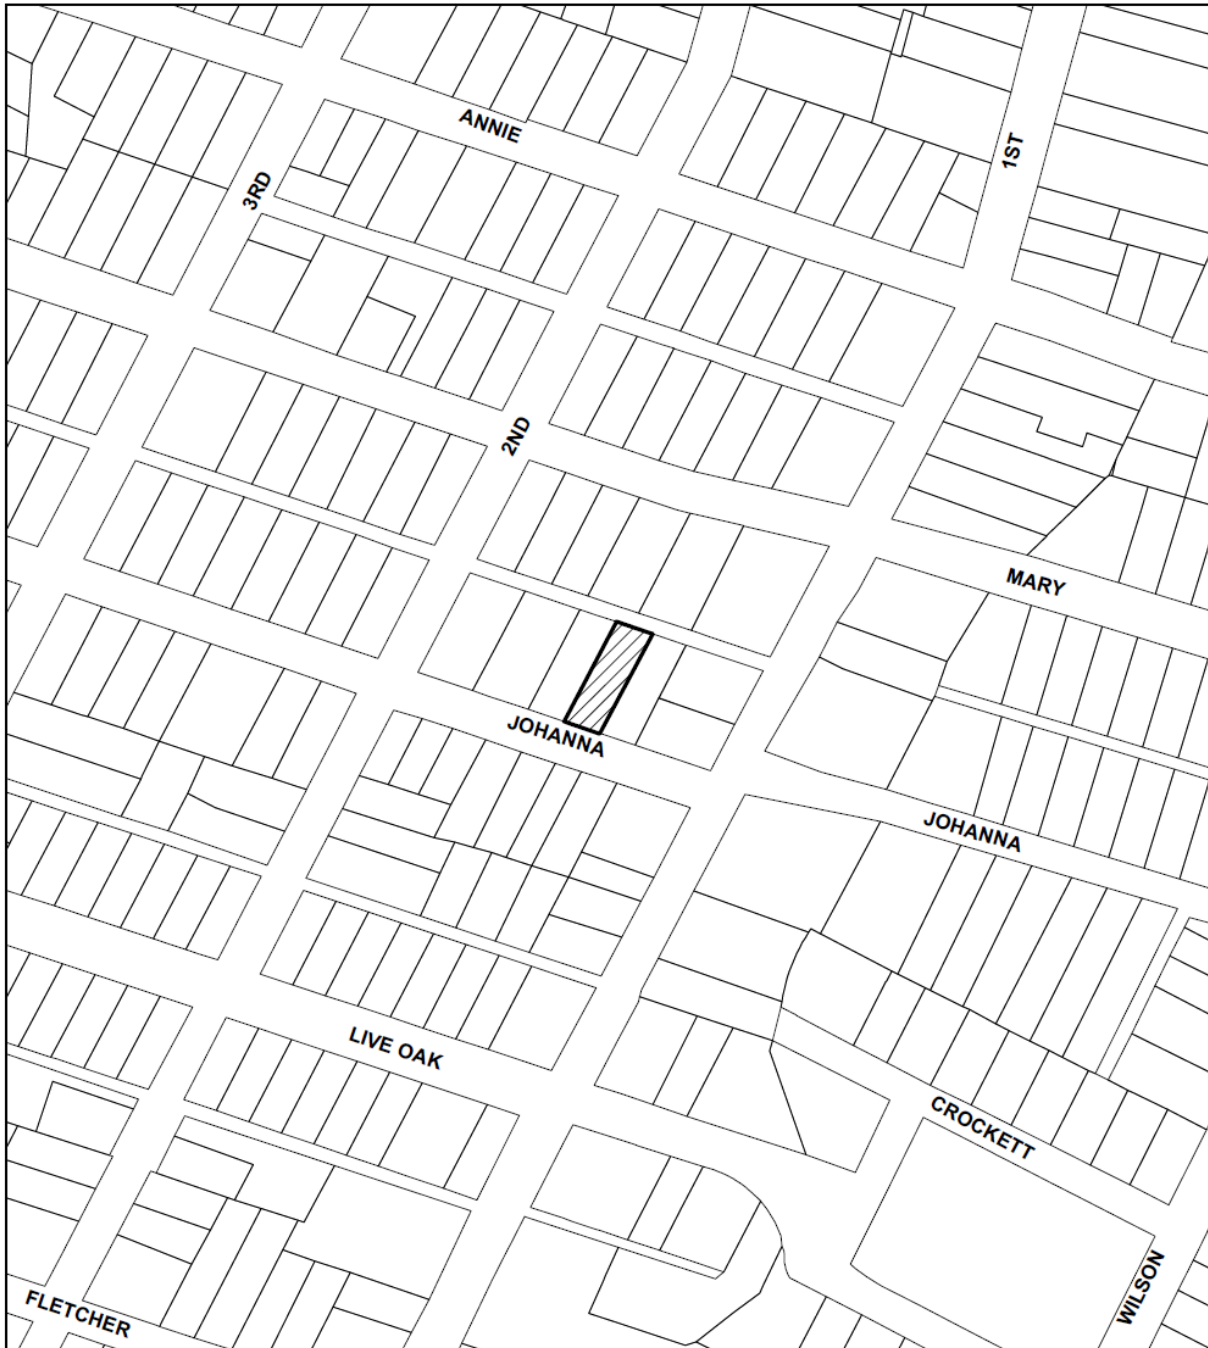 ANNIE
1ST
3RD
2ND
MARY
JOHANNA
JOHANNA
LIVE OAK
CROCKETT
WILSON
FLETCHER